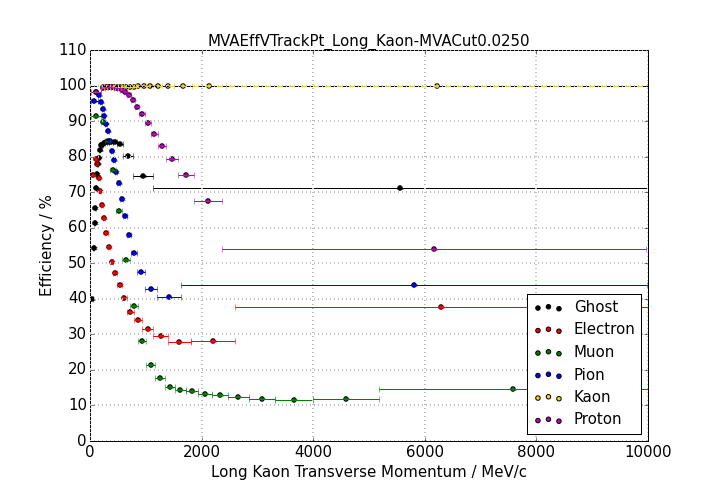 MVAEffVTrackPt_Long_Kaon-MVACut0.0250
110
100
90
80
70
60
50
40
30
20
10
0
Efficiency / %
0 2000 4000 6000 8000 10000
Long Kaon Transverse Momentum / MeV/c
Ghost
Electron
Muon
Pion
Kaon
Proton